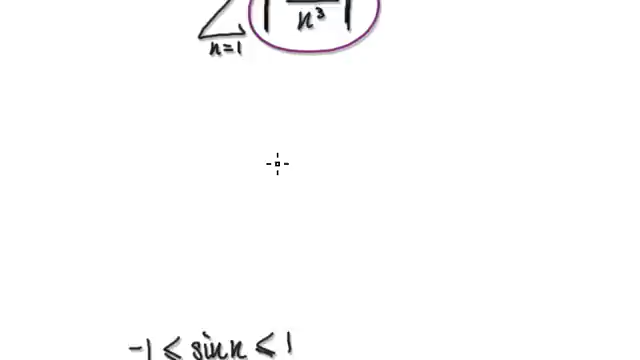 | n³ |
n=1
-1 ≤ sin n ≤ 1